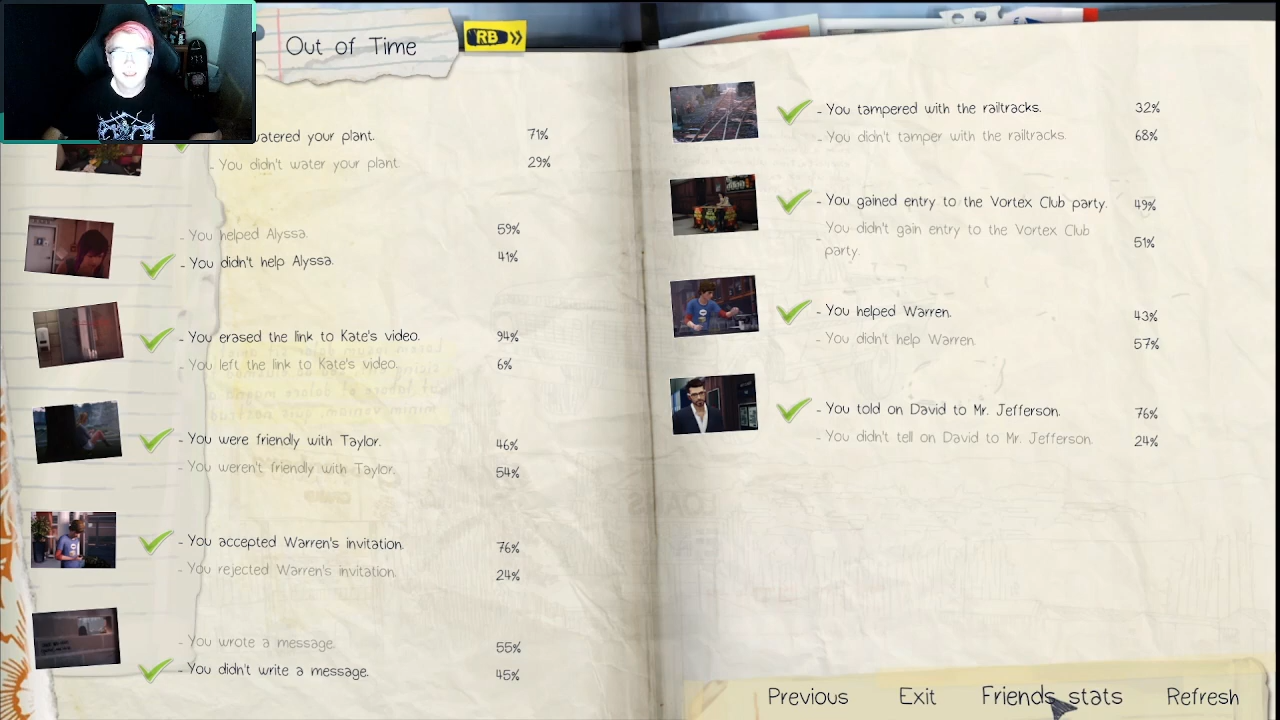 Out of Time
RB
watered your plant. 71%
- You didn't water your plant. 29%
- You helped Alyssa. 59%
- You didn't help Alyssa. 41%
- You erased the link to Kate's video. 94%
- You left the link to Kate's video. 6%
- You were friendly with Taylor. 46%
- You weren't friendly with Taylor. 54%
- You accepted Warren's invitation. 76%
- You rejected Warren's invitation. 24%
- You wrote a message. 55%
- You didn't write a message. 45%
- You tampered with the railtracks. 32%
- You didn't tamper with the railtracks. 68%
- You gained entry to the Vortex Club party. 49%
- You didn't gain entry to the Vortex Club
party. 51%
- You helped Warren. 43%
- You didn't help Warren. 57%
- You told on David to Mr. Jefferson. 76%
- You didn't tell on David to Mr. Jefferson. 24%
Previous Exit Friends stats Refresh